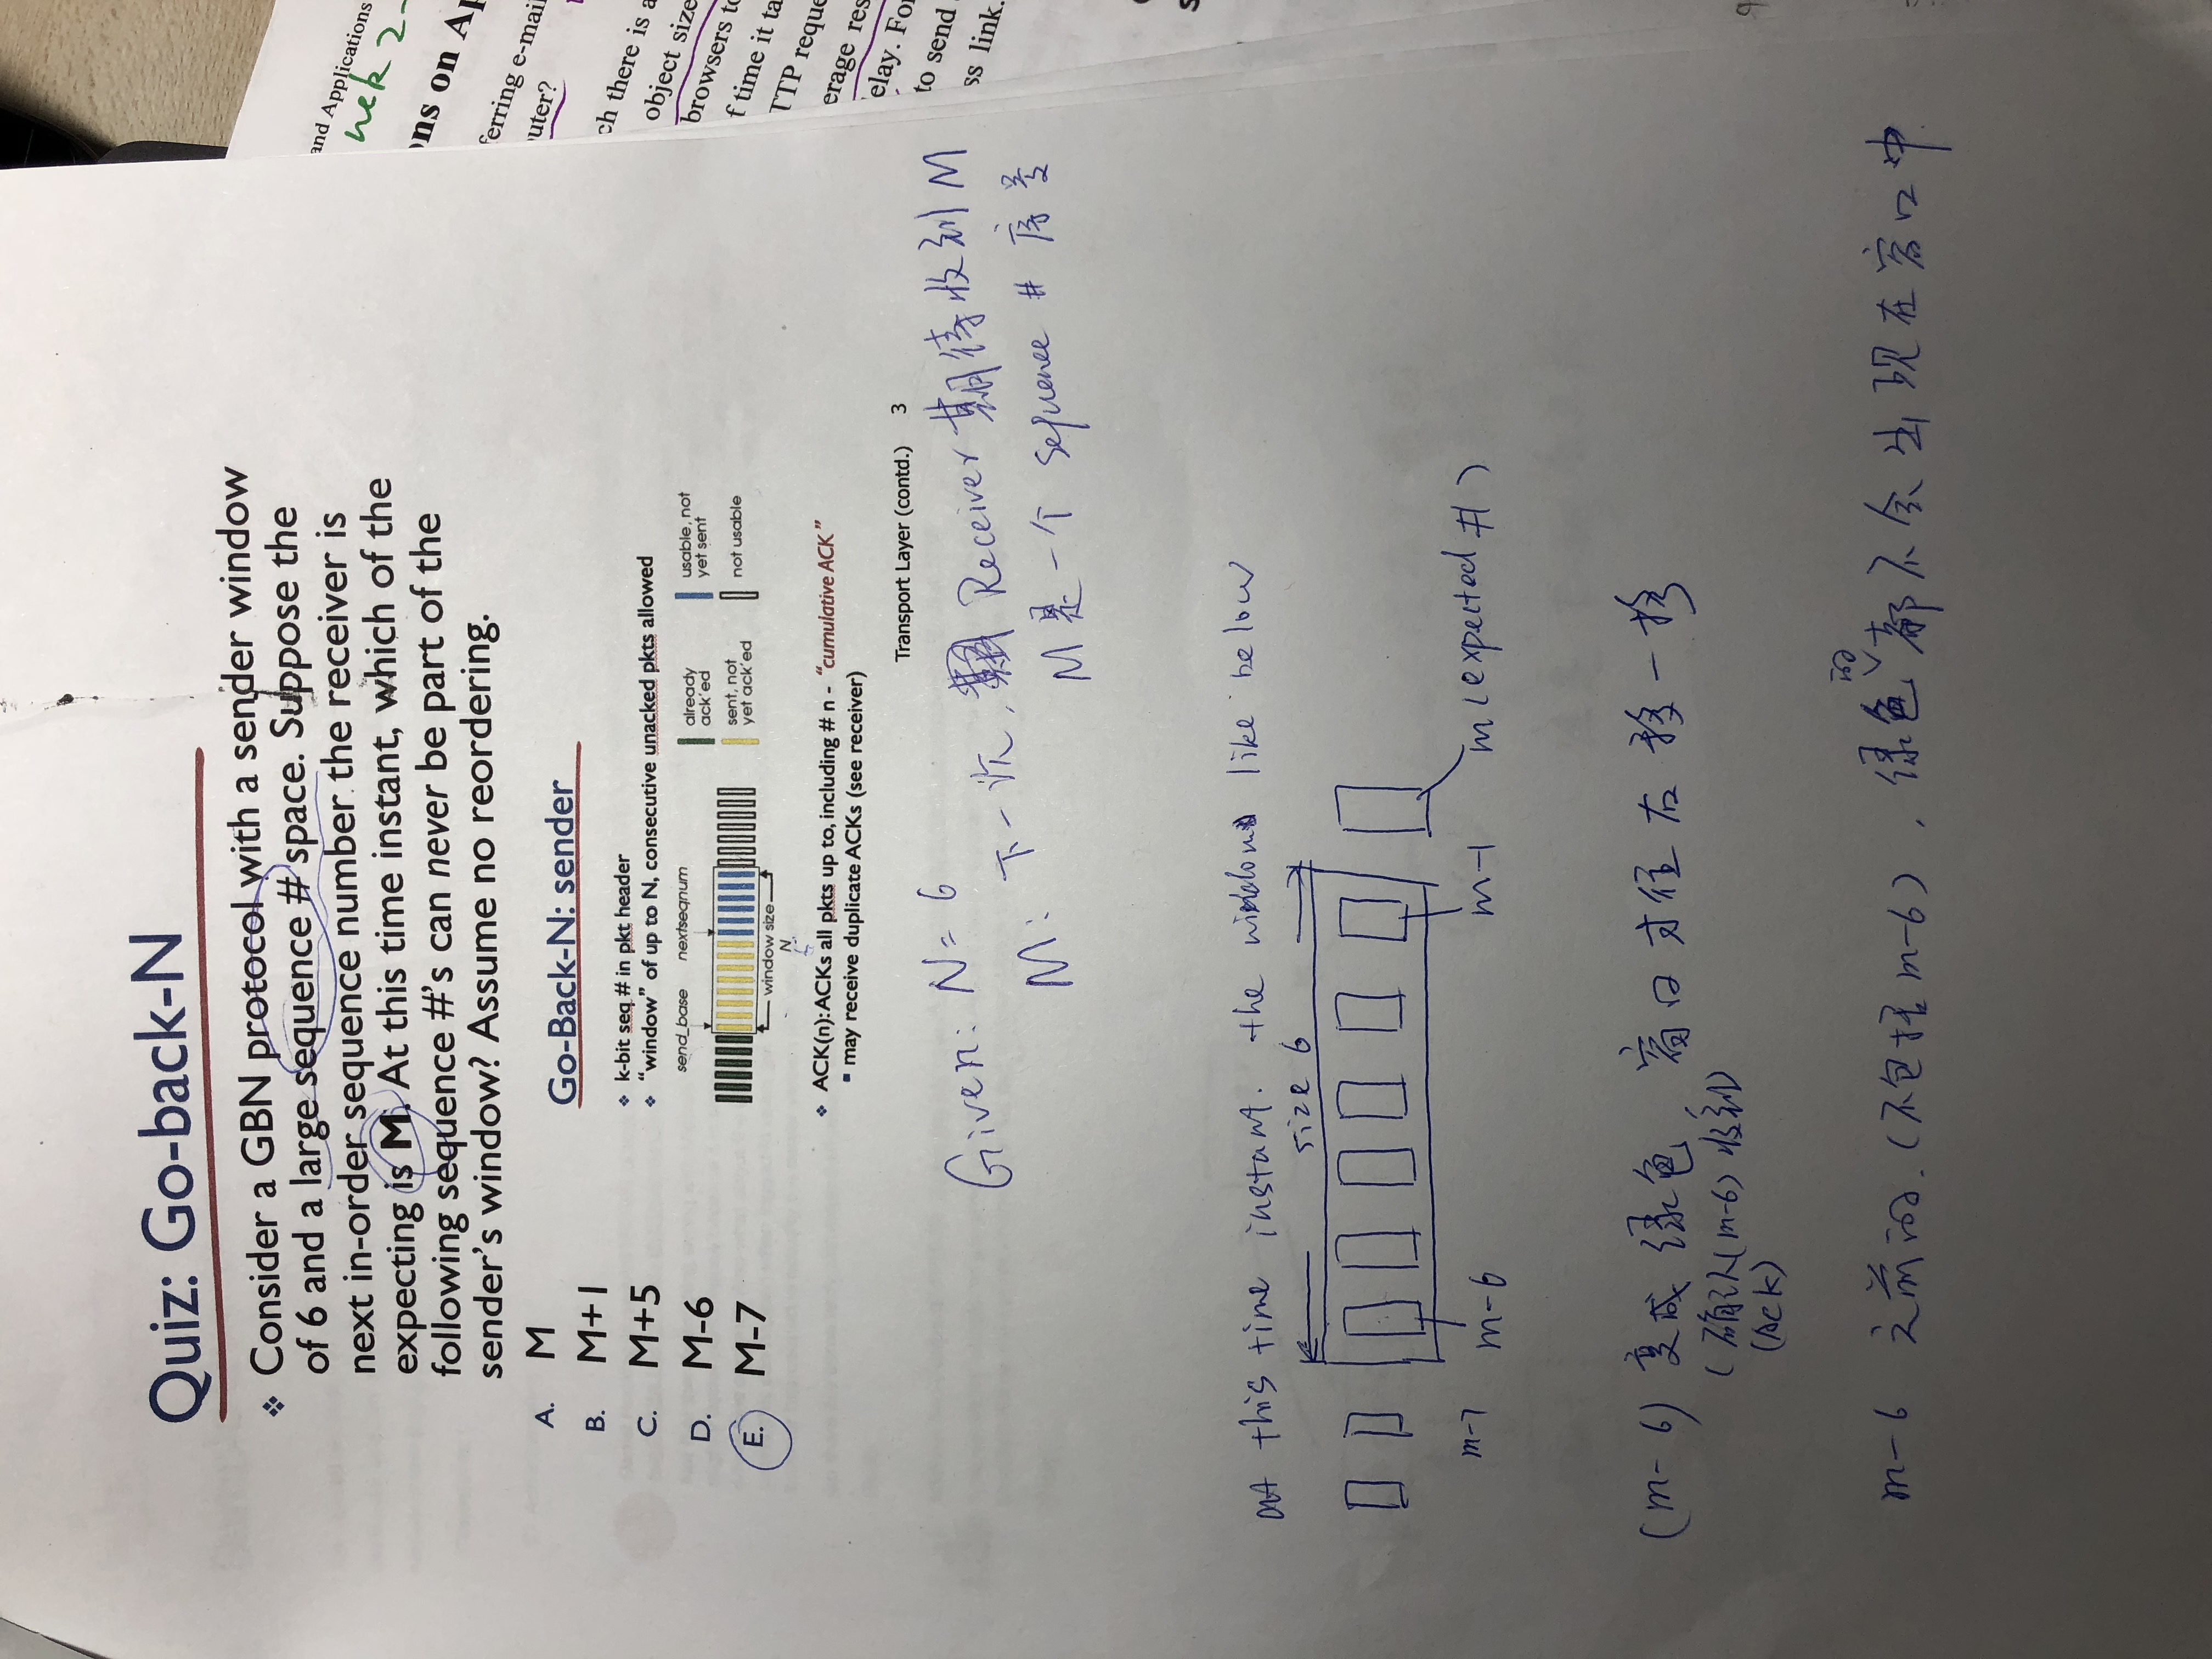 Quiz: Go-back-N
❖ Consider a GBN protocol with a sender window
of 6 and a large sequence # space. Suppose the
next in-order sequence number the receiver is
expecting is M. At this time instant, which of the
following sequence #'s can never be part of the
sender's window? Assume no reordering.
A. M
B. M+1
C. M+5
D. M-6
E. M-7
Go-Back-N: sender
❖ k-bit seq # in pkt header
❖ "window" of up to N, consecutive unacked pkts allowed
send_base nextseqnum
already
ack'ed
usable, not
yet sent
sent, not
yet ack'ed
not usable
window size
N
❖ ACK(n): ACKs all pkts up to, including # n - "cumulative ACK"
▪ may receive duplicate ACKs (see receiver)
Transport Layer (contd.) 3
Given: N= 6
M: 下一次, Receiver 期待收到 M
M 是一个 sequence # 序号
at this time instant. the windows like below
size 6
m-7 m-6 m-1 m (expected #)
(m-6) 变成 绿色, 窗口才往右移一格
(确认(m-6)收到)
(Ack)
m-6 之前的. (不包括m-6), 绿色的都不会出现在窗口中
and Applications
ons on Ap
ferring e-mail
uter?
ch there is a
object size
browsers to
f time it ta
TTP reque
erage res
elay. For
to send
ss link.